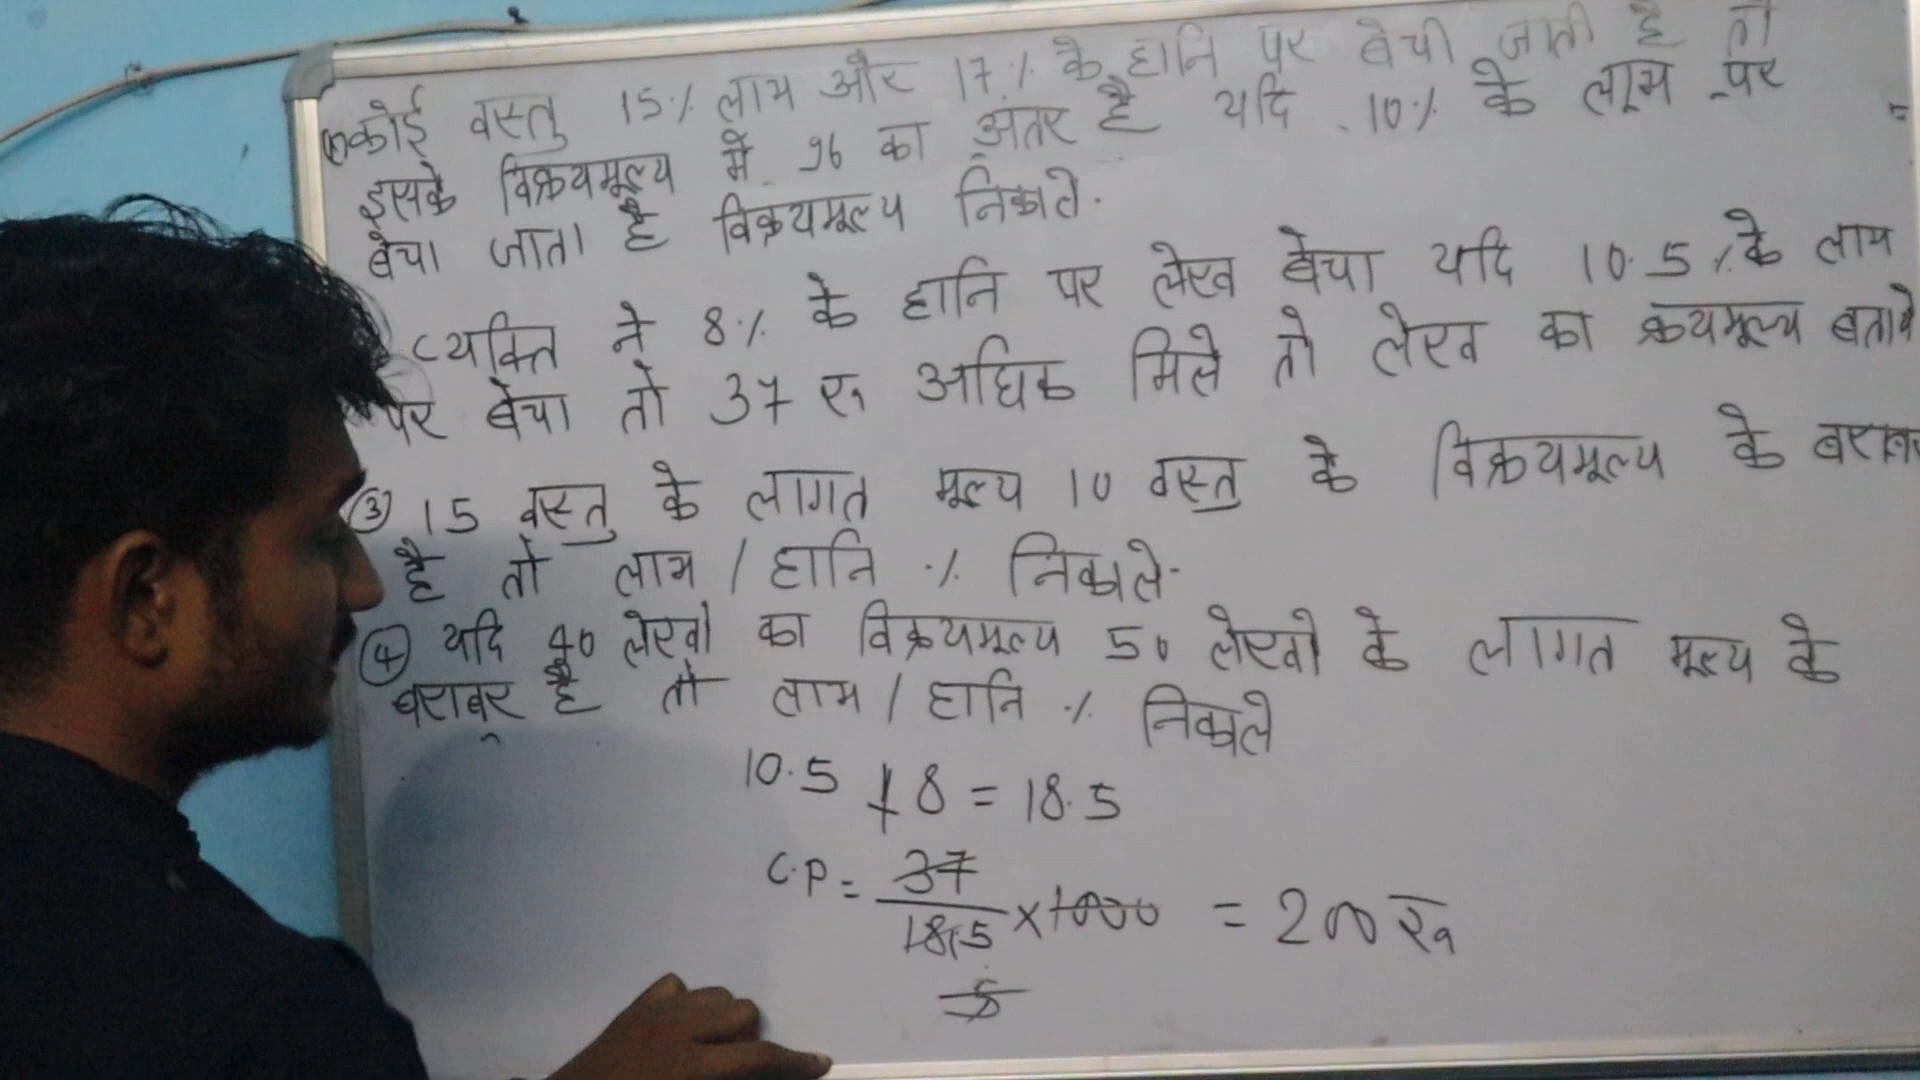 ① कोई वस्तु 15% लाभ और 17% के हानि पर बेची जाती है तो
इसके विक्रयमूल्य में 96 का अंतर है यदि 10% के लाभ पर
बेचा जाता है विक्रयमूल्य निकाले.
व्यक्ति ने 8% के हानि पर लेख बेचा यदि 10.5% के लाभ
पर बेचा तो 37 रु अधिक मिले तो लेख का क्रयमूल्य बतावे
③ 15 वस्तु के लागत मूल्य 10 वस्तु के विक्रयमूल्य के बराबर
है तो लाभ / हानि % निकाले.
④ यदि 40 लेखो का विक्रयमूल्य 50 लेखो के लागत मूल्य के
बराबर है तो लाभ / हानि % निकाले
10.5 + 8 = 18.5
C.P = 37/18.5 × 1000 = 200 रु
5